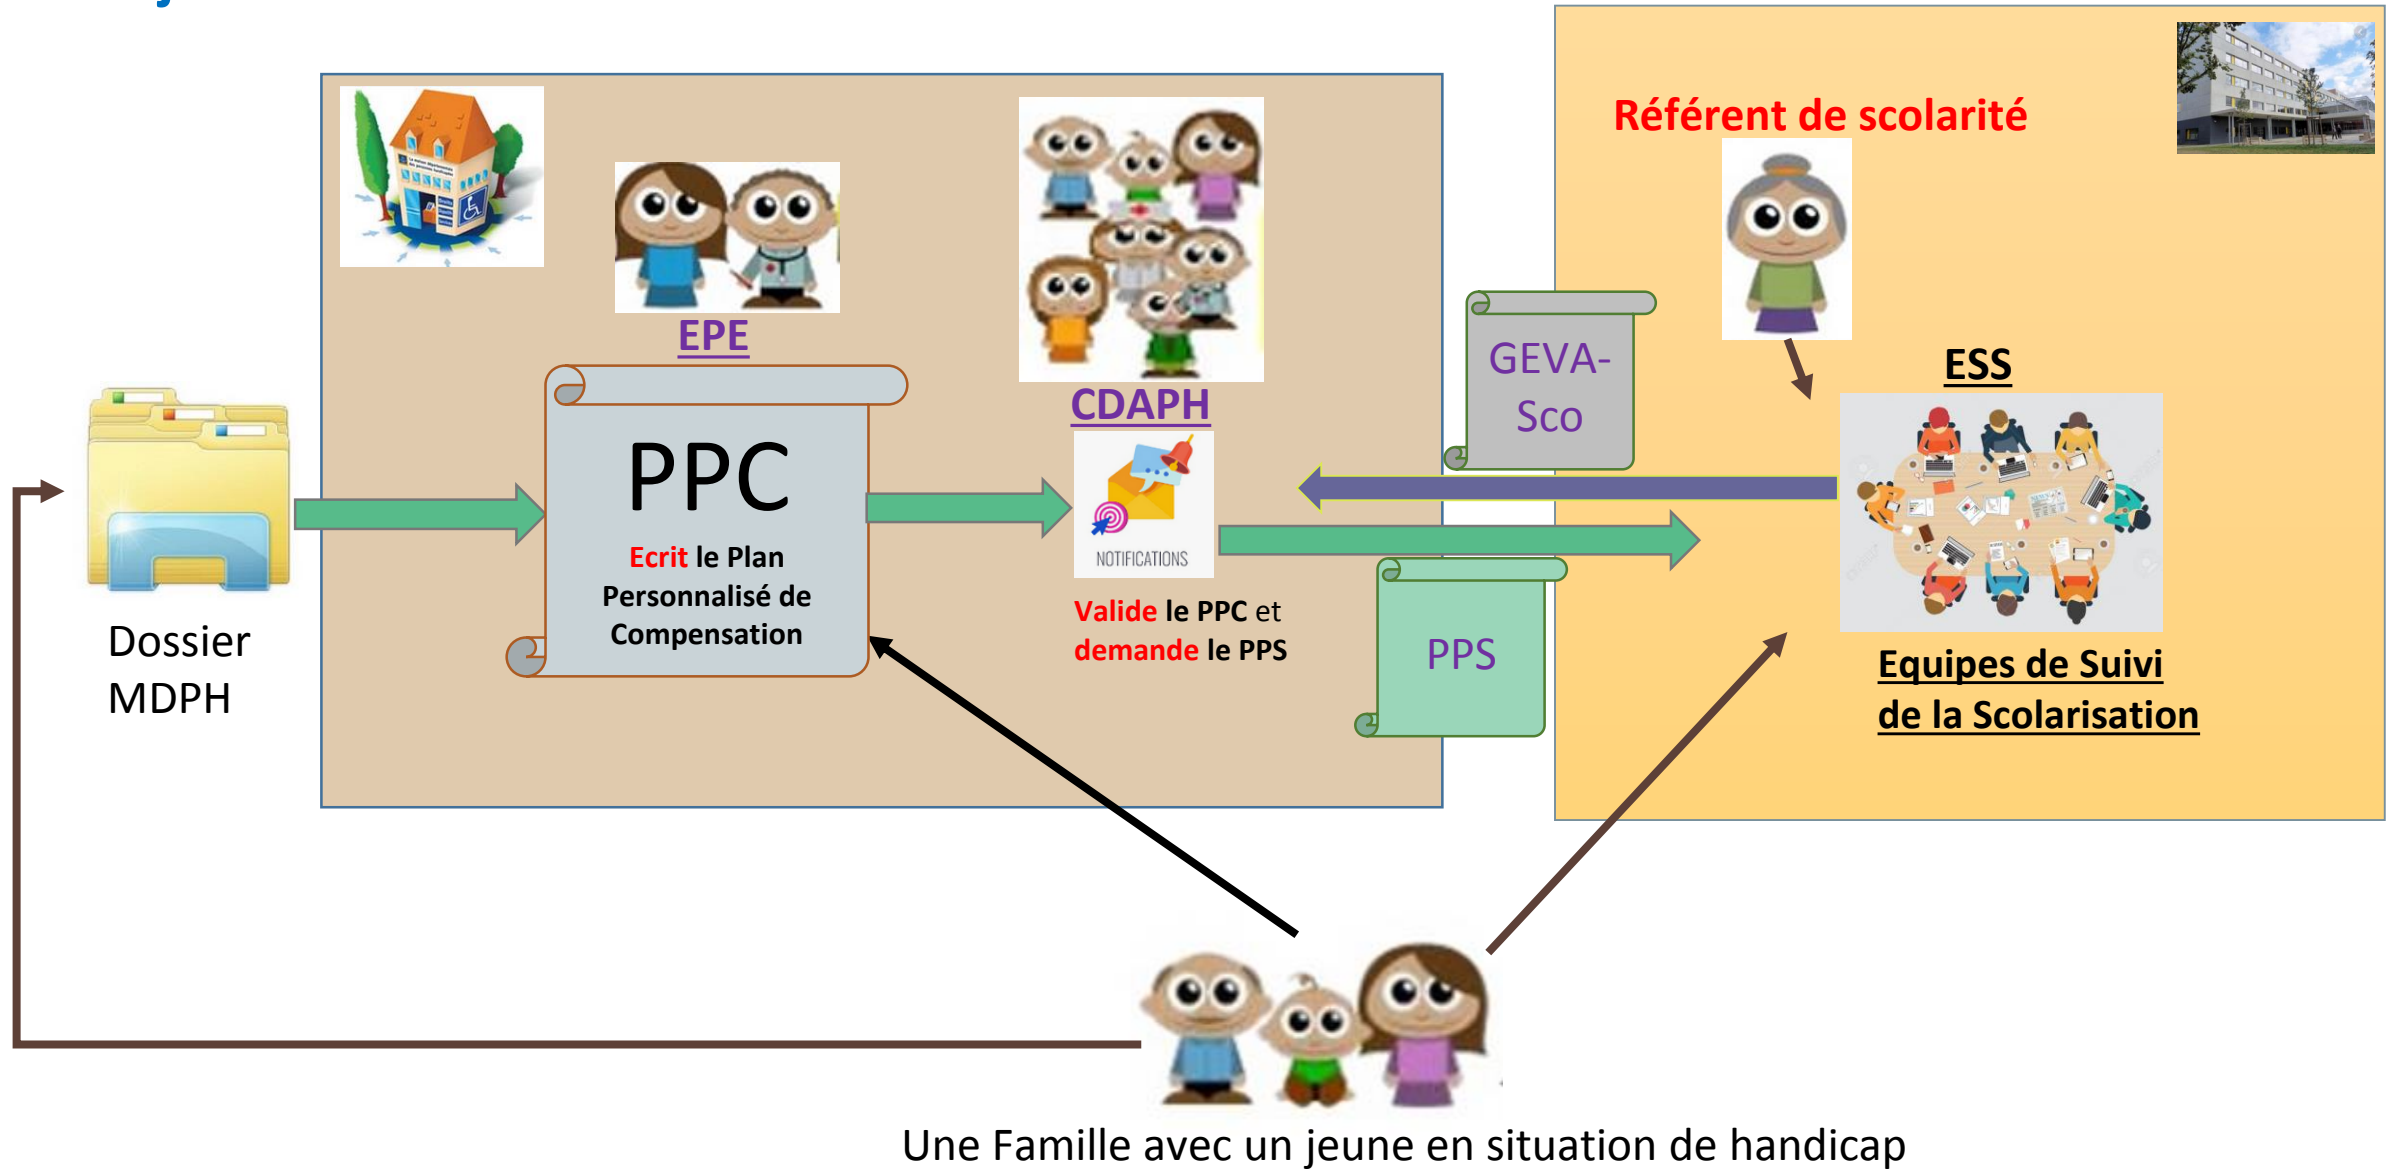 Référent de scolarité
EPE
PPC
Ecrit le Plan
Personnalisé de
Compensation
CDAPH
NOTIFICATIONS
Valide le PPC et
demande le PPS
GEVA-
Sco
PPS
ESS
Equipes de Suivi
de la Scolarisation
Dossier
MDPH
Une Famille avec un jeune en situation de handicap